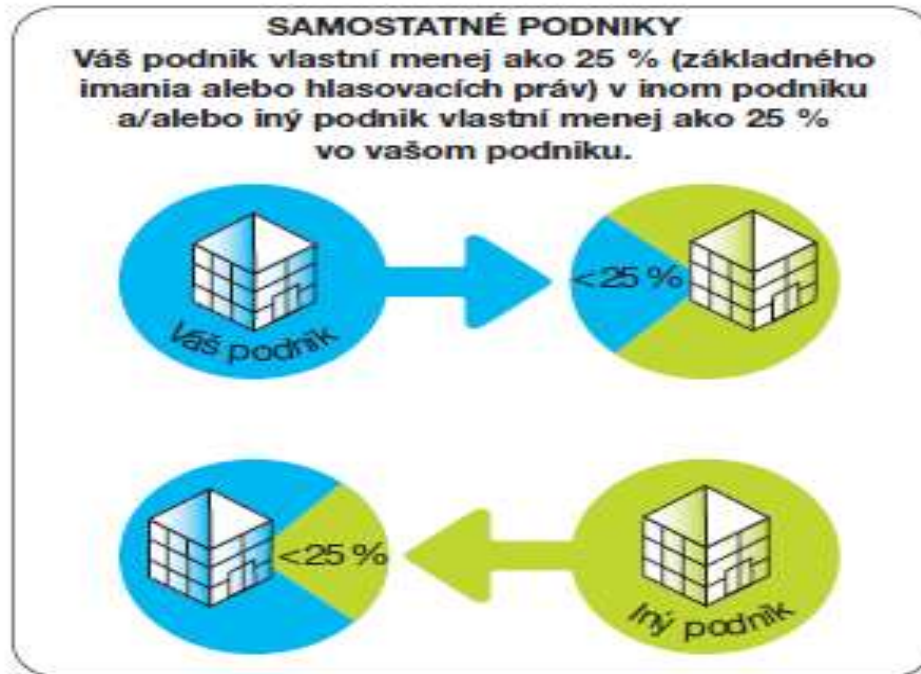 SAMOSTATNÉ PODNIKY
Váš podnik vlastní menej ako 25 % (základného
imania alebo hlasovacích práv) v inom podniku
a/alebo iný podnik vlastní menej ako 25 %
vo vašom podniku.
<25 %
Váš podnik
<25 %
Iný podnik